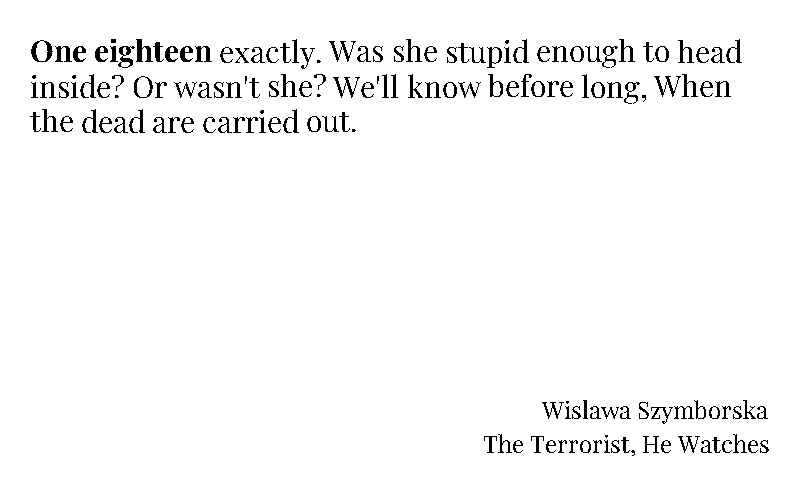 One eighteen exactly. Was she stupid enough to head
inside? Or wasn't she? We'll know before long, When
the dead are carried out.
Wislawa Szymborska
The Terrorist, He Watches